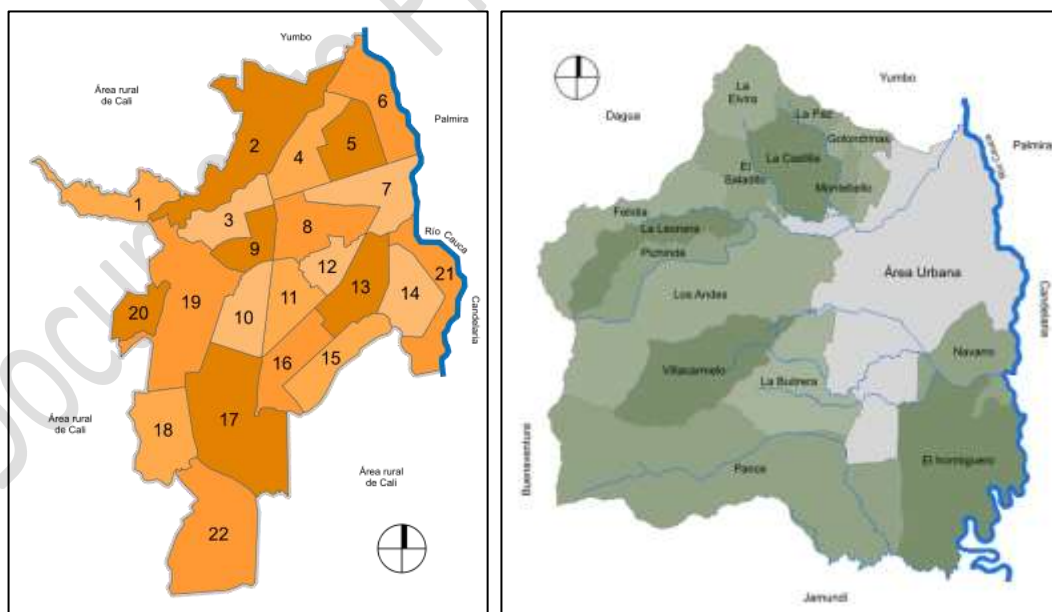 Yumbo
Área rural
de Cali
6
Palmira
2
5
4
7
1
3
8
Río Cauca
9
12
21
13
14
19
11
20
10
Candelaria
16
15
Área rural
de Cali
18
17
Área rural
de Cali
22
La
Elvira
Yumbo
Dagua
La Paz
Golondrinas
Río Cauca
Palmira
La Castilla
El
Saladito
Montebello
Felidia
La Leonera
Pichindé
Área Urbana
Los Andes
Candelaria
Navarro
Villacarmelo
La Buitrera
Buenaventura
Pance
El hormiguero
Jamundí